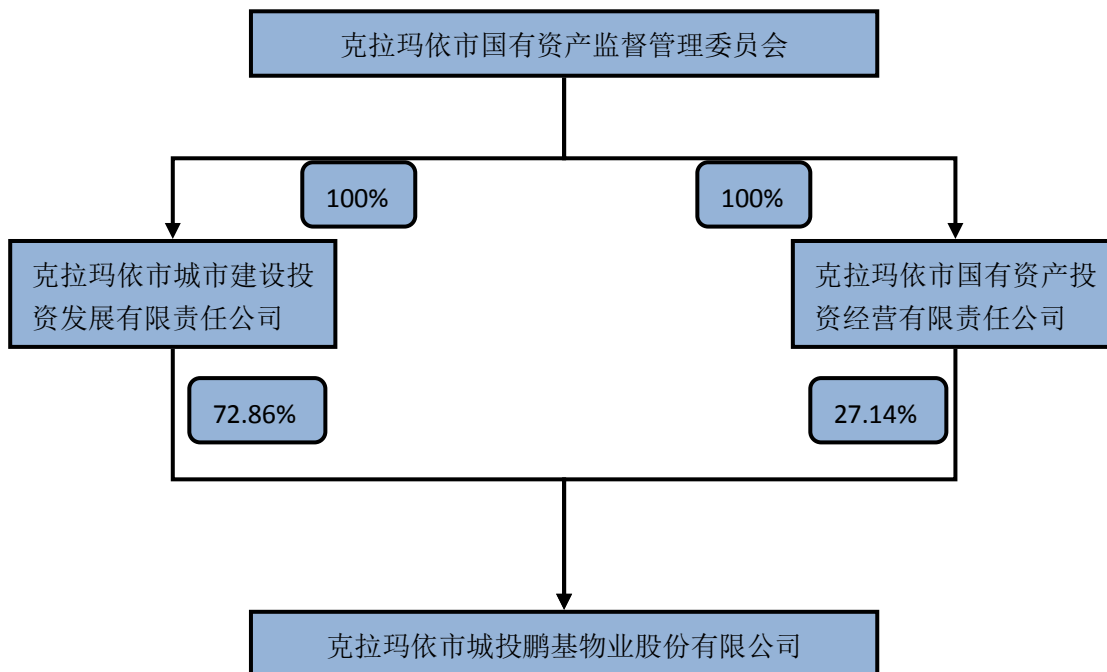 克拉玛依市国有资产监督管理委员会
100%
100%
克拉玛依市城市建设投
资发展有限责任公司
克拉玛依市国有资产投
资经营有限责任公司
72.86%
27.14%
克拉玛依市城投鹏基物业股份有限公司